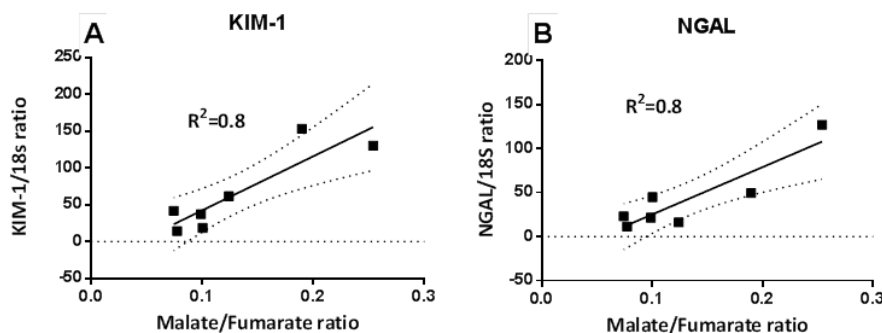 A
KIM-1
KIM-1/18s ratio
250
200
150
100
50
0
-50
R²=0.8
0.0
0.1
0.2
0.3
Malate/Fumarate ratio
B
NGAL
NGAL/18S ratio
200
150
100
50
0
-50
R²=0.8
0.0
0.1
0.2
0.3
Malate/Fumarate ratio